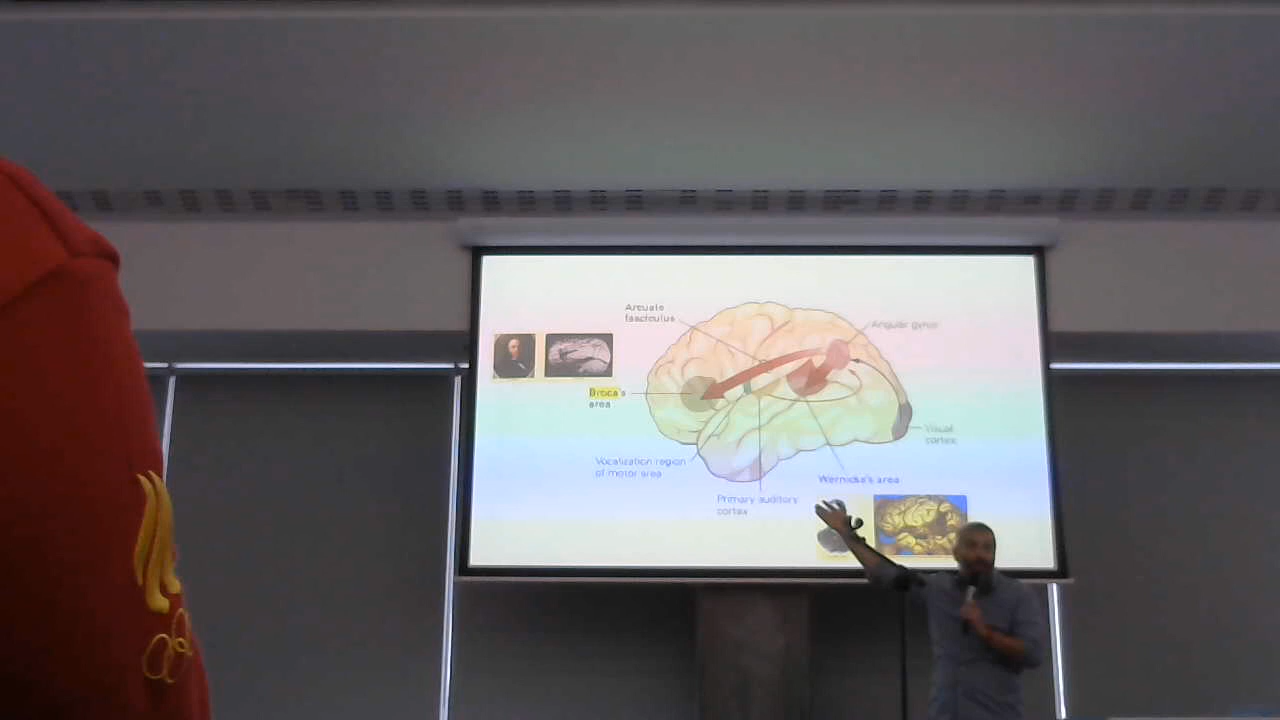 Arcuate
fasciculus
Angular gyrus
Broca's
area
Visual
cortex
Vocalization region
of motor area
Wernicke's area
Primary auditory
cortex